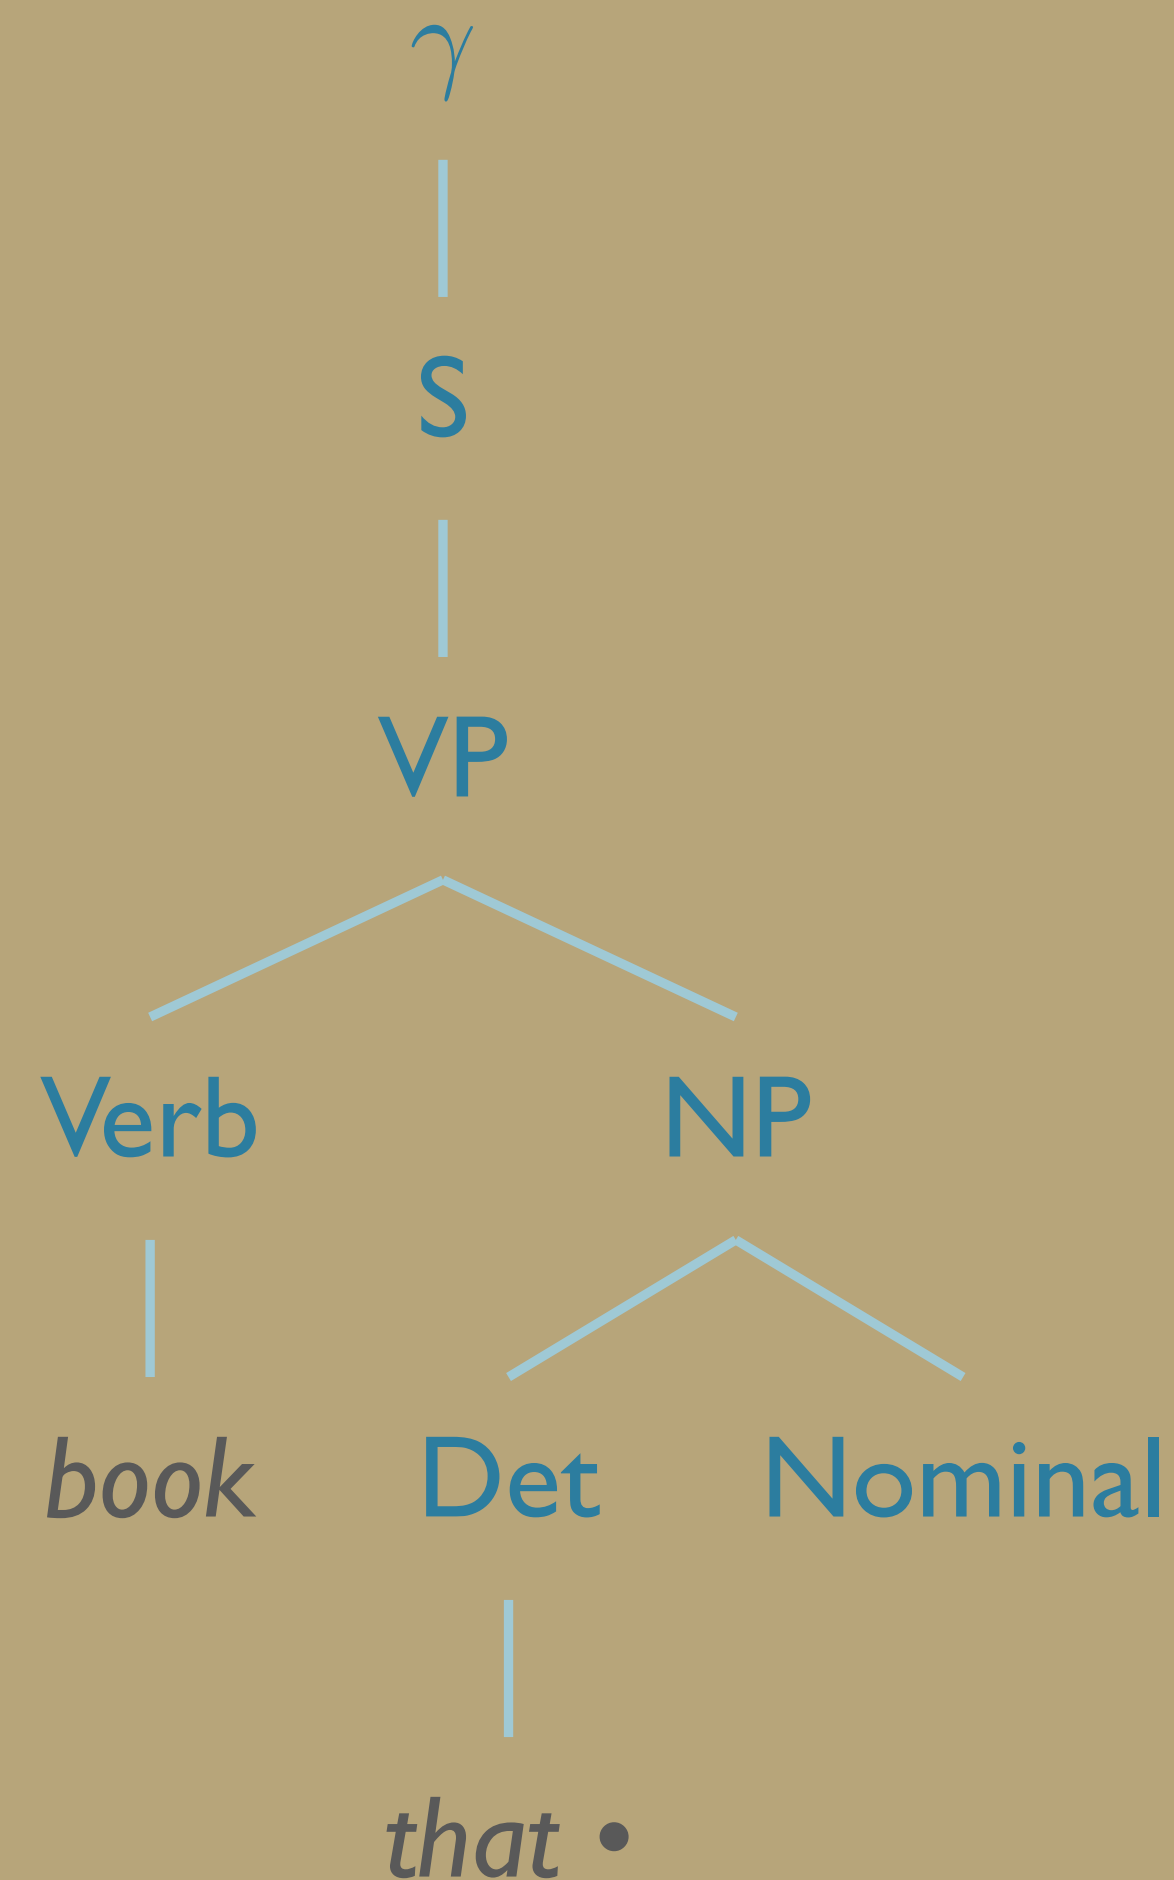 γ
S
VP
Verb NP
book Det Nominal
that •